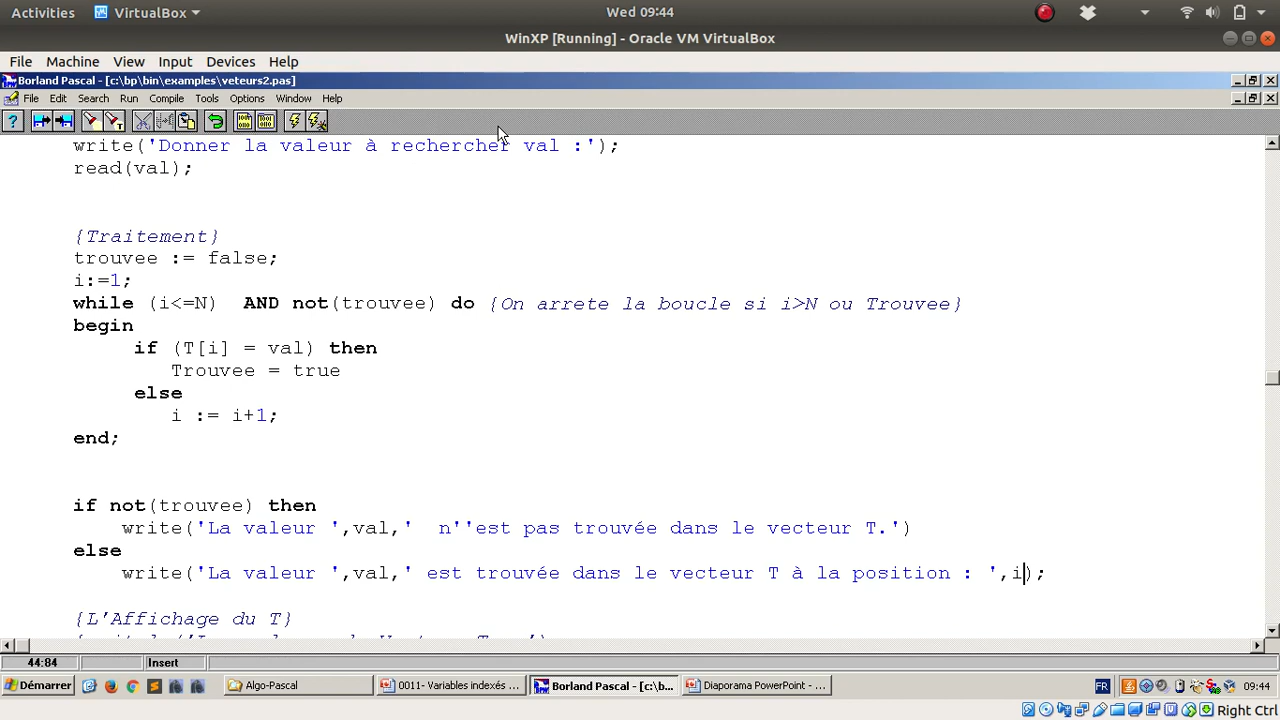 Activities VirtualBox Wed 09:44
WinXP [Running] - Oracle VM VirtualBox
File Machine View Input Devices Help
Borland Pascal - [c:\bp\bin\examples\veteurs2.pas]
File Edit Search Run Compile Tools Options Window Help
write('Donner la valeur à rechercher val :');
read(val);
{Traitement}
trouvee := false;
i:=1;
while (i<=N) AND not(trouvee) do {On arrete la boucle si i>N ou Trouvee}
begin
if (T[i] = val) then
Trouvee = true
else
i := i+1;
end;
if not(trouvee) then
write('La valeur ',val,' n''est pas trouvée dans le vecteur T.')
else
write('La valeur ',val,' est trouvée dans le vecteur T à la position : ',i);
{L'Affichage du T}
44:84 Insert
Démarrer Algo-Pascal 0011- Variables indexés ... Borland Pascal - [c:\b... Diaporama PowerPoint - ... FR 09:44
Right Ctrl